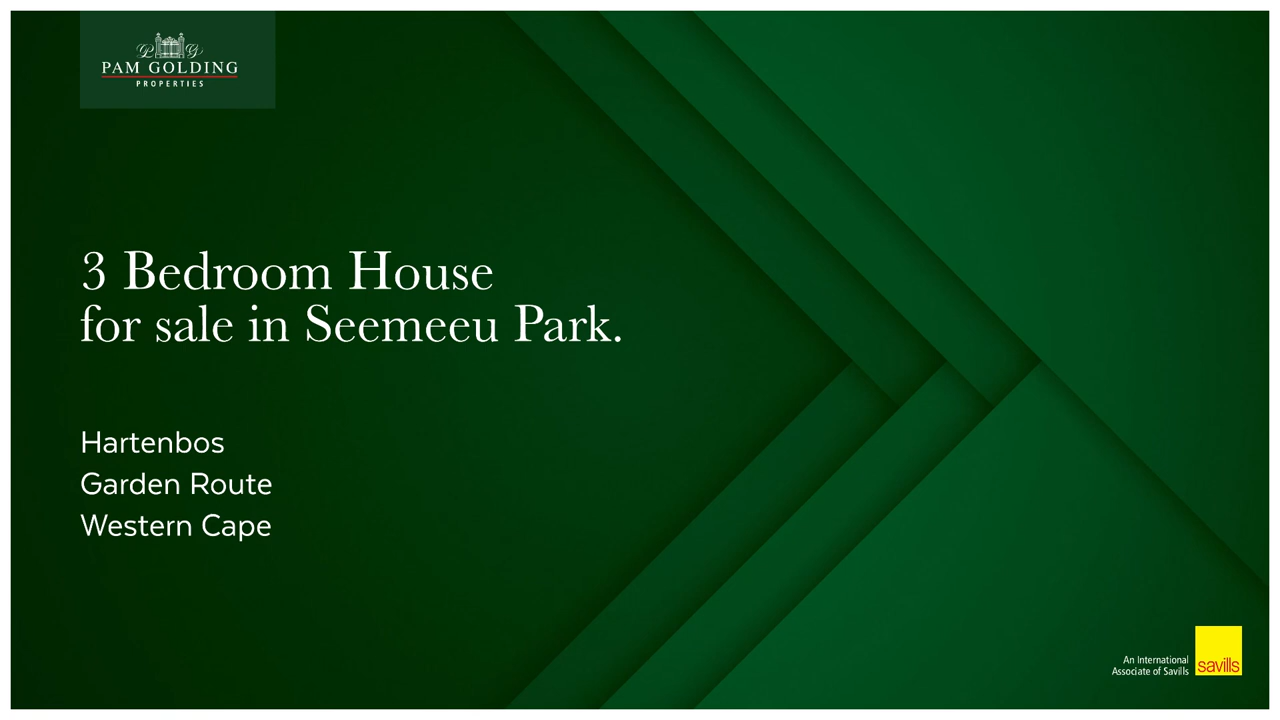 PAM GOLDING
PROPERTIES
3 Bedroom House
for sale in Seemeeu Park.
Hartenbos
Garden Route
Western Cape
An International
Associate of Savills
savills